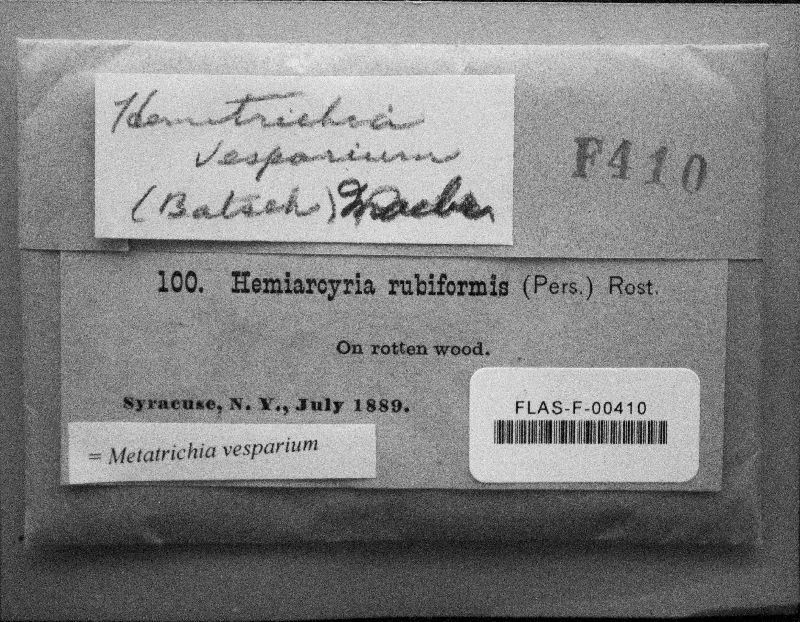 Hemitrichia
Vesparium
(Batsch) Macbr
F410
100. Hemiarcyria rubiformis (Pers.) Rost.
On rotten wood.
Syracuse, N. Y., July 1889.
= Metatrichia vesparium
FLAS-F-00410